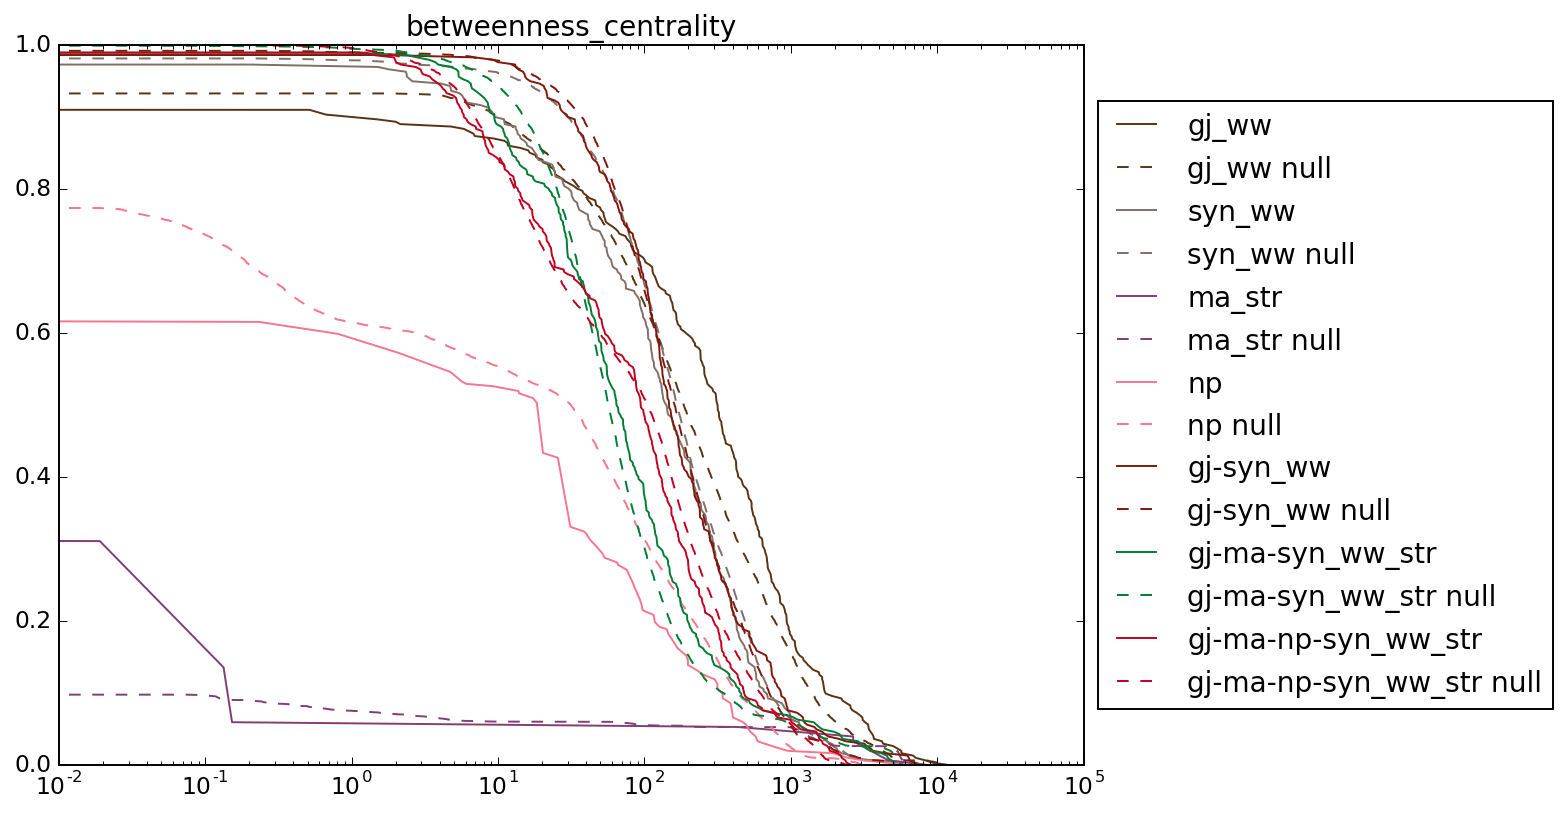 betweenness_centrality
1.0
0.8
0.6
0.4
0.2
0.0
10^-2 10^-1 10^0 10^1 10^2 10^3 10^4 10^5
gj_ww
gj_ww null
syn_ww
syn_ww null
ma_str
ma_str null
np
np null
gj-syn_ww
gj-syn_ww null
gj-ma-syn_ww_str
gj-ma-syn_ww_str null
gj-ma-np-syn_ww_str
gj-ma-np-syn_ww_str null